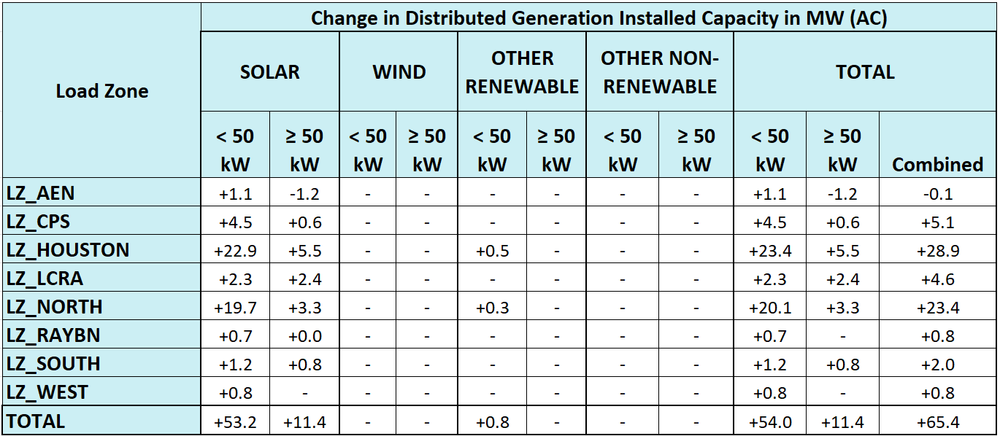 Change in Distributed Generation Installed Capacity in MW (AC)
Load Zone
SOLAR WIND OTHER RENEWABLE OTHER NON-RENEWABLE TOTAL
< 50 kW ≥ 50 kW < 50 kW ≥ 50 kW < 50 kW ≥ 50 kW < 50 kW ≥ 50 kW < 50 kW ≥ 50 kW Combined
LZ_AEN +1.1 -1.2 - - - - - - +1.1 -1.2 -0.1
LZ_CPS +4.5 +0.6 - - - - - - +4.5 +0.6 +5.1
LZ_HOUSTON +22.9 +5.5 - - +0.5 - - - +23.4 +5.5 +28.9
LZ_LCRA +2.3 +2.4 - - - - - - +2.3 +2.4 +4.6
LZ_NORTH +19.7 +3.3 - - +0.3 - - - +20.1 +3.3 +23.4
LZ_RAYBN +0.7 +0.0 - - - - - - +0.7 - +0.8
LZ_SOUTH +1.2 +0.8 - - - - - - +1.2 +0.8 +2.0
LZ_WEST +0.8 - - - - - - - +0.8 - +0.8
TOTAL +53.2 +11.4 - - +0.8 - - - +54.0 +11.4 +65.4